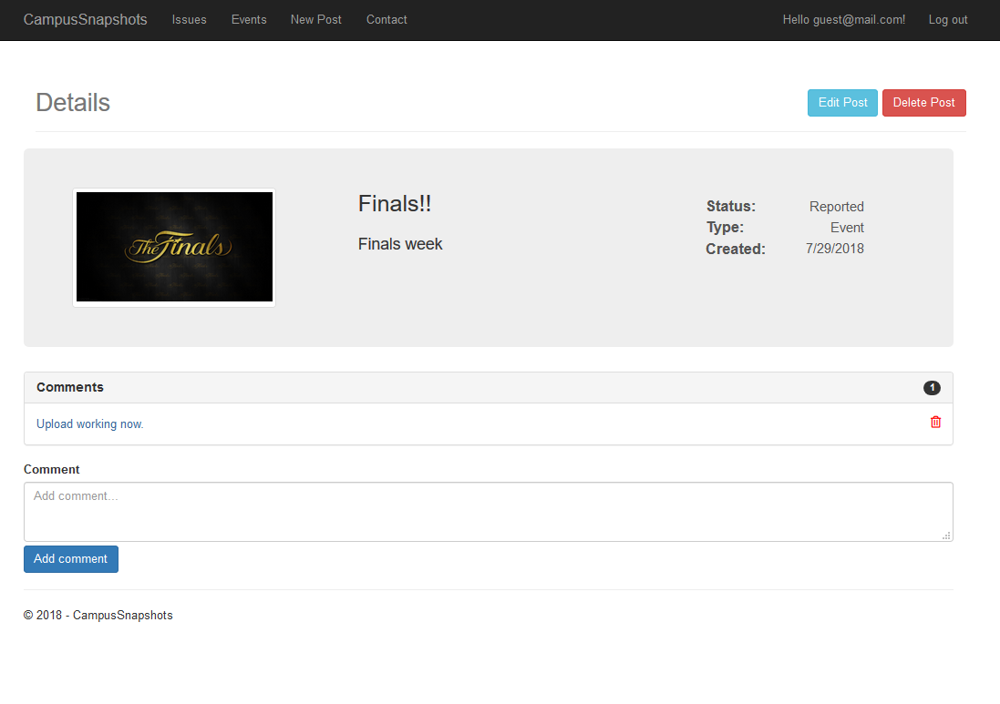 CampusSnapshots Issues Events New Post Contact Hello guest@mail.com! Log out
Details Edit Post Delete Post
The Finals
Finals!!
Finals week
Status: Reported
Type: Event
Created: 7/29/2018
Comments 1
Upload working now.
Comment
Add comment...
Add comment
© 2018 - CampusSnapshots